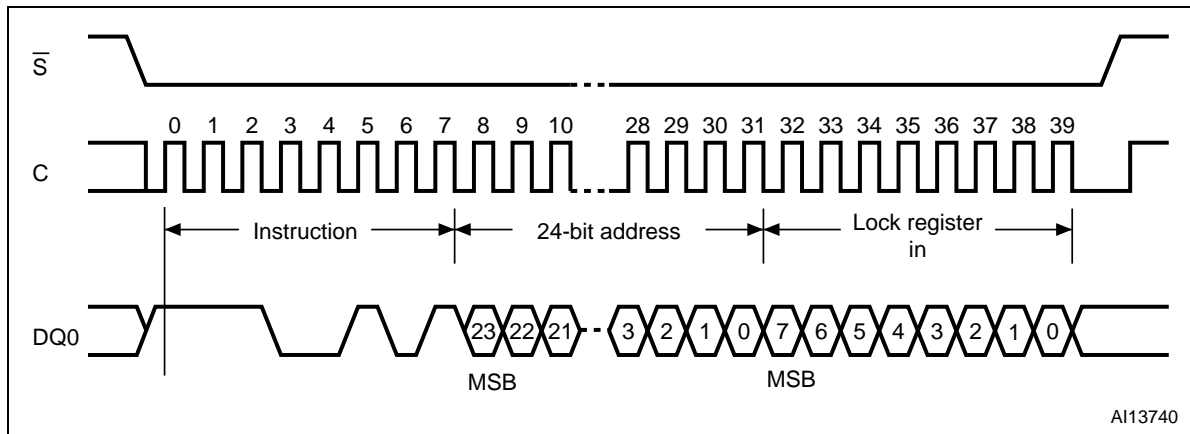 S
0 1 2 3 4 5 6 7 8 9 10 28 29 30 31 32 33 34 35 36 37 38 39
C
Instruction 24-bit address Lock register
in
DQ0 23 22 21 3 2 1 0 7 6 5 4 3 2 1 0
MSB MSB
AI13740